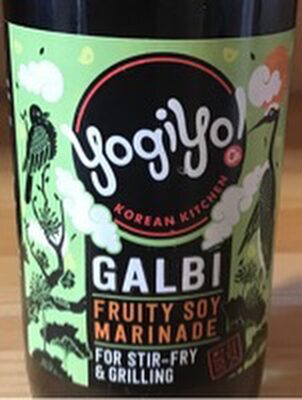 YogiYo!
KOREAN KITCHEN
GALBI
FRUITY SOY
MARINADE
FOR STIR-FRY
& GRILLING